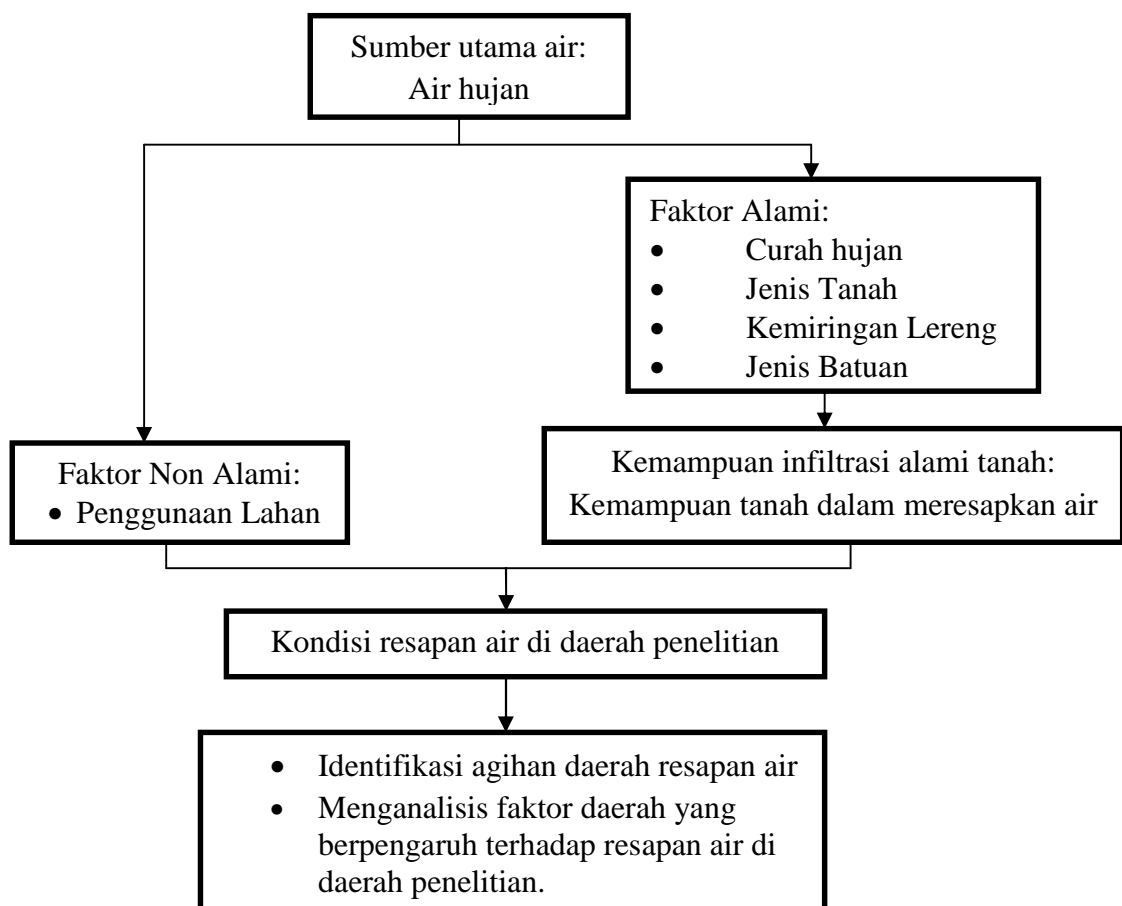 Sumber utama air:
Air hujan
Faktor Alami:
• Curah hujan
• Jenis Tanah
• Kemiringan Lereng
• Jenis Batuan
Faktor Non Alami:
• Penggunaan Lahan
Kemampuan infiltrasi alami tanah:
Kemampuan tanah dalam meresapkan air
Kondisi resapan air di daerah penelitian
• Identifikasi agihan daerah resapan air
• Menganalisis faktor daerah yang
berpengaruh terhadap resapan air di
daerah penelitian.